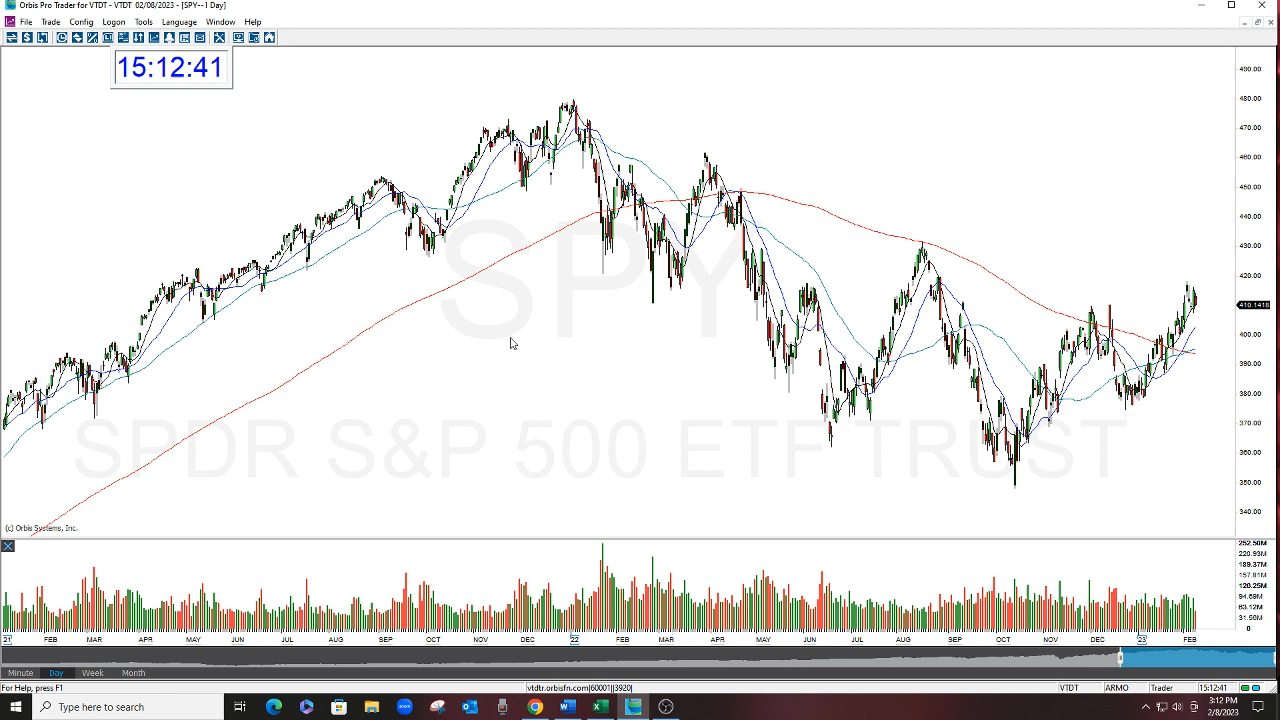 Orbis Pro Trader for VTDT - VTDT 02/08/2023 - [SPY--1 Day]
File Trade Config Logon Tools Language Window Help
15:12:41
490.00
480.00
470.00
460.00
450.00
440.00
430.00
420.00
410.1418
400.00
390.00
380.00
370.00
360.00
350.00
340.00
SPY
SPDR S&P 500 ETF TRUST
(c) Orbis Systems, Inc.
252.50M
220.93M
189.37M
157.81M
126.25M
94.69M
63.12M
31.50M
0
21 FEB MAR APR MAY JUN JUL AUG SEP OCT NOV DEC 22 FEB MAR APR MAY JUN JUL AUG SEP OCT NOV DEC 23 FEB
Minute Day Week Month
For Help, press F1 vtdtr.orbisfn.com|60001||3920| VTDT ARMO Trader 15:12:41
Type here to search
zoom
3:12 PM
2/8/2023